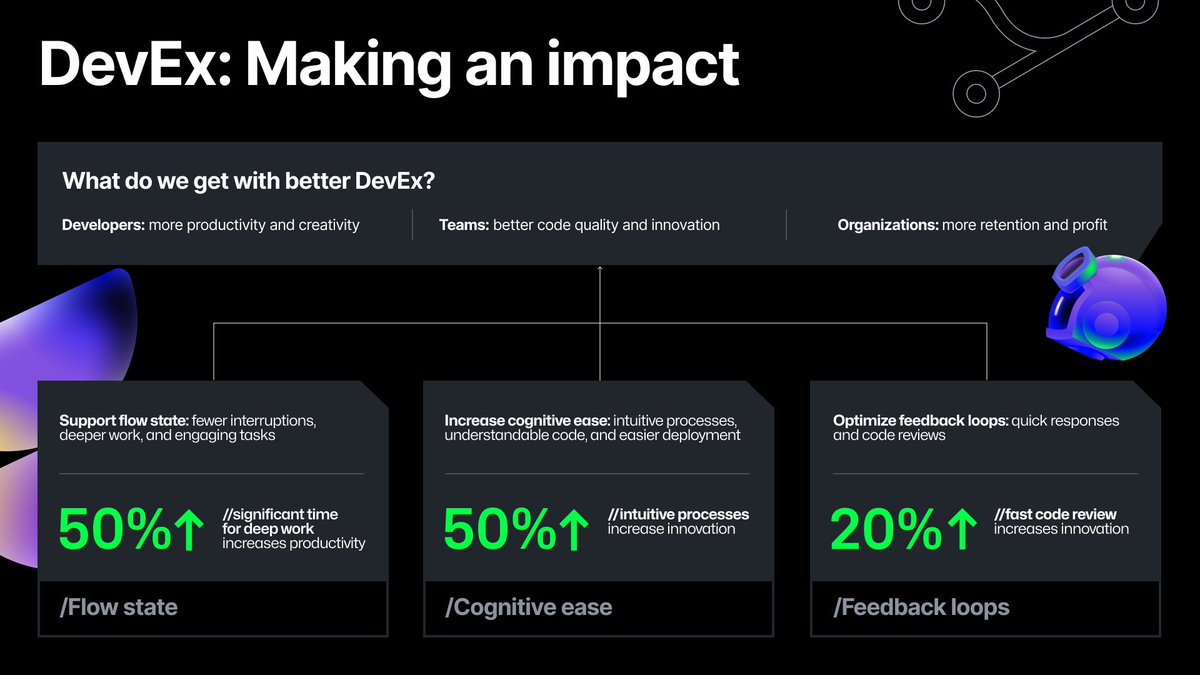 DevEx: Making an impact
What do we get with better DevEx?
Developers: more productivity and creativity
Teams: better code quality and innovation
Organizations: more retention and profit
Support flow state: fewer interruptions,
deeper work, and engaging tasks
50%↑
//significant time
for deep work
increases productivity
/Flow state
Increase cognitive ease: intuitive processes,
understandable code, and easier deployment
50%↑
//intuitive processes
increase innovation
/Cognitive ease
Optimize feedback loops: quick responses
and code reviews
20%↑
//fast code review
increases innovation
/Feedback loops